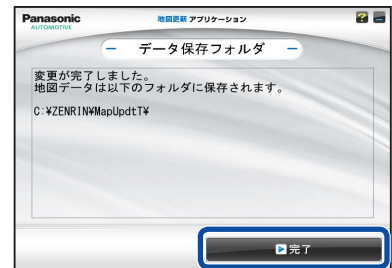 Panasonic
AUTOMOTIVE
地図更新 アプリケーション
?
データ保存フォルダ
変更が完了しました。
地図データは以下のフォルダに保存されます。
C:¥ZENRIN¥MapUpdtT¥
完了